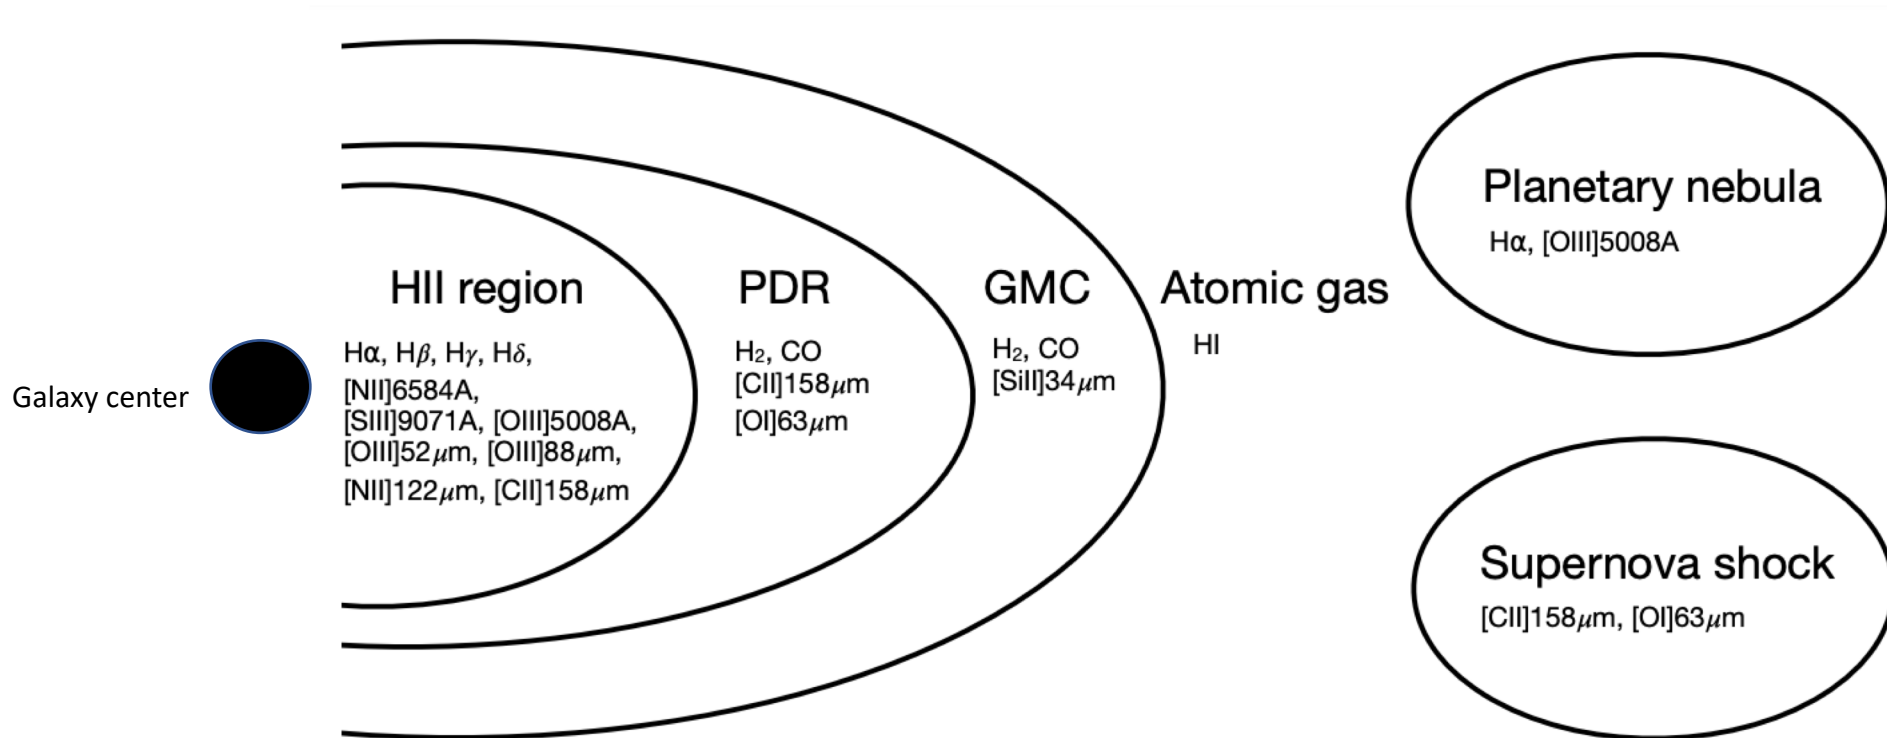 Galaxy center
HII region
Hα, Hβ, Hγ, Hδ,
[NII]6584A,
[SIII]9071A, [OIII]5008A,
[OIII]52μm, [OIII]88μm,
[NII]122μm, [CII]158μm
PDR
H₂, CO
[CII]158μm
[OI]63μm
GMC
H₂, CO
[SiII]34μm
Atomic gas
HI
Planetary nebula
Hα, [OIII]5008A
Supernova shock
[CII]158μm, [OI]63μm